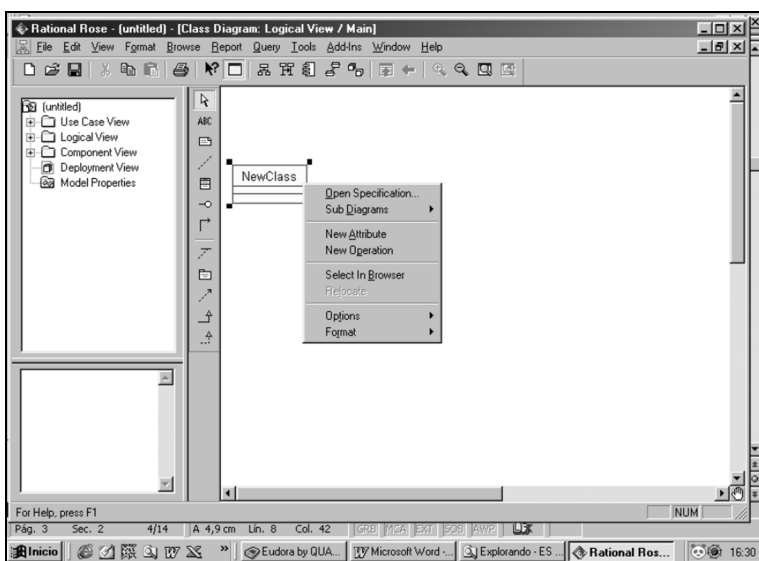 Rational Rose - (untitled) - [Class Diagram: Logical View / Main]
File Edit View Format Browse Report Query Tools Add-Ins Window Help
(untitled)
Use Case View
Logical View
Component View
Deployment View
Model Properties
ABC
NewClass
Open Specification...
Sub Diagrams
New Attribute
New Operation
Select In Browser
Relocate
Options
Format
For Help, press F1
NUM
Pág. 3 Sec. 2 4/14 A 4,9 cm Lín. 8 Col. 42 GRB MCA EXT SOB
Inicio » Eudora by QUA... Microsoft Word -... Explorando - ES ... Rational Ros... 16:30